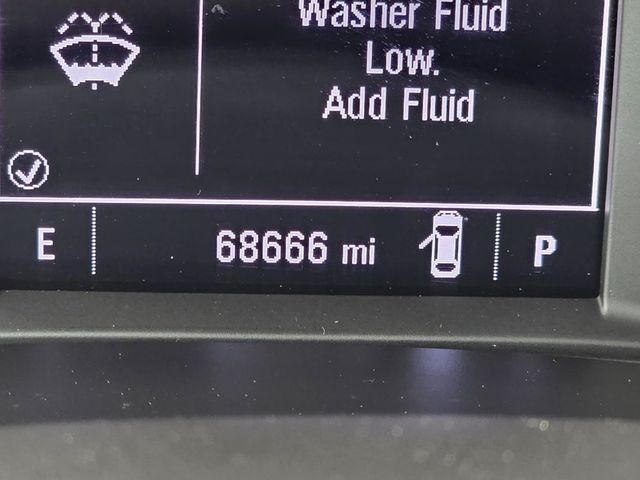 Washer Fluid
Low.
Add Fluid
E 68666 mi P